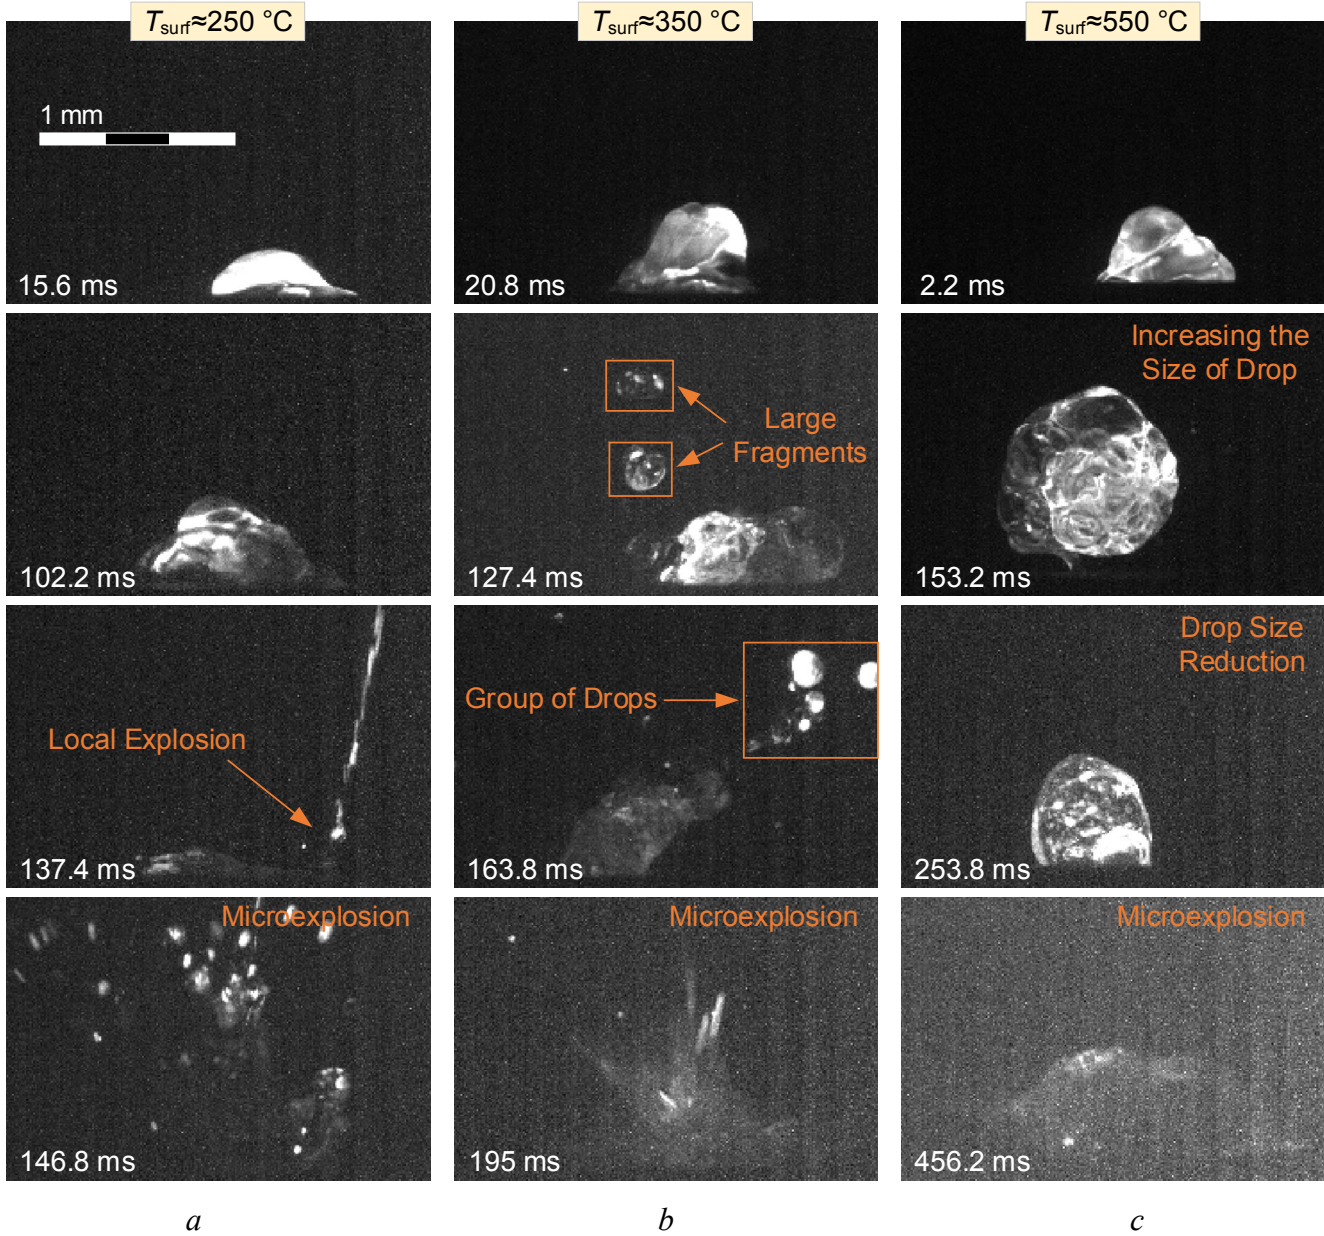 Tsurf≈250 °C
Tsurf≈350 °C
Tsurf≈550 °C
1 mm
15.6 ms
20.8 ms
2.2 ms
102.2 ms
Large
Fragments
127.4 ms
Increasing the
Size of Drop
153.2 ms
Local Explosion
137.4 ms
Group of Drops
163.8 ms
Drop Size
Reduction
253.8 ms
Microexplosion
146.8 ms
Microexplosion
195 ms
Microexplosion
456.2 ms
a
b
c